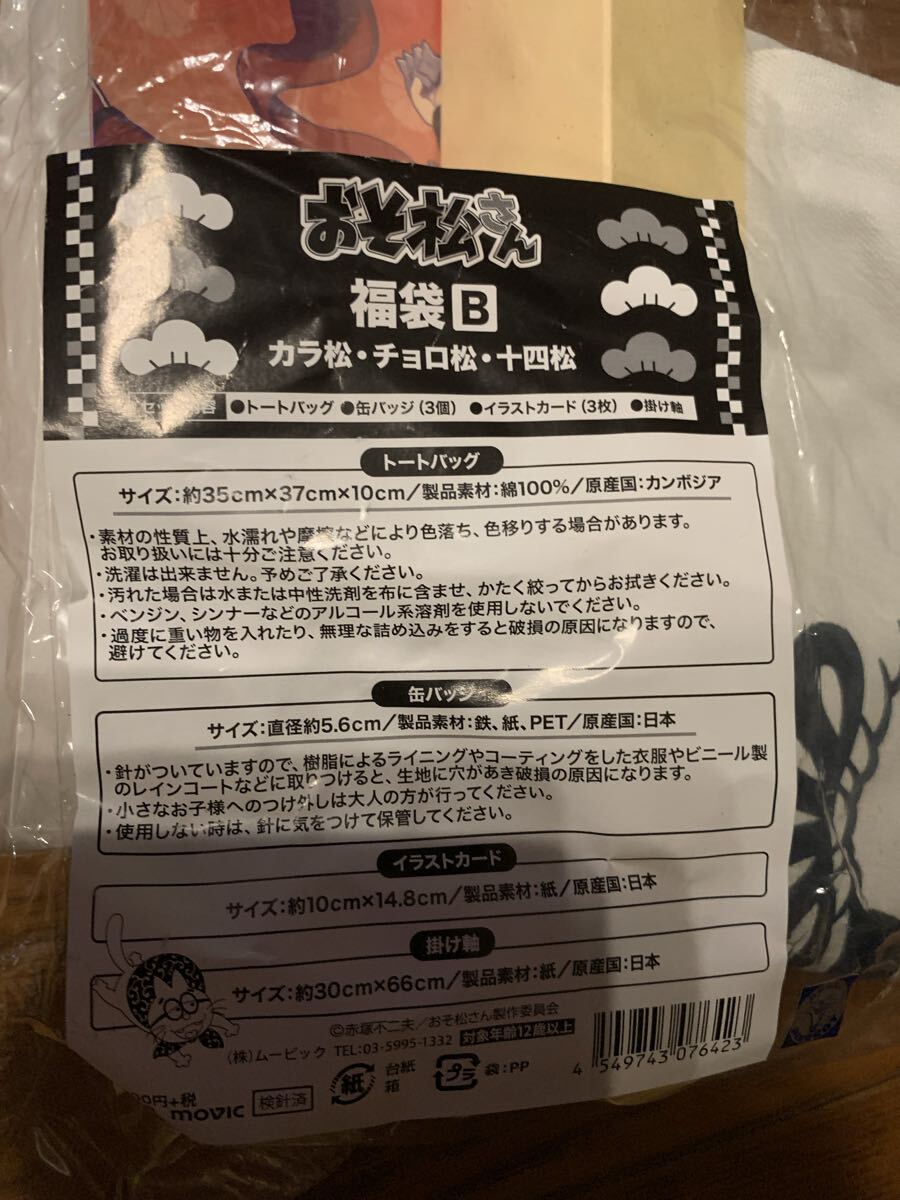 おそ松さん
福袋 B
カラ松・チョロ松・十四松
●トートバッグ ●缶バッジ(3個) ●イラストカード(3枚) ●掛け軸
トートバッグ
サイズ:約35cm×37cm×10cm/製品素材:綿100%/原産国:カンボジア
・素材の性質上、水濡れや摩擦などにより色落ち、色移りする場合があります。
お取り扱いには十分ご注意ください。
・洗濯は出来ません。予めご了承ください。
・汚れた場合は水または中性洗剤を布に含ませ、かたく絞ってからお拭きください。
・ベンジン、シンナーなどのアルコール系溶剤を使用しないでください。
・過度に重い物を入れたり、無理な詰め込みをすると破損の原因になりますので、
避けてください。
缶バッジ
サイズ:直径約5.6cm/製品素材:鉄、紙、PET/原産国:日本
・針がついていますので、樹脂によるライニングやコーティングをした衣服やビニール製
のレインコートなどに取りつけると、生地に穴があき破損の原因になります。
・小さなお子様へのつけ外しは大人の方が行ってください。
・使用しない時は、針に気をつけて保管してください。
イラストカード
サイズ:約10cm×14.8cm/製品素材:紙/原産国:日本
掛け軸
サイズ:約30cm×66cm/製品素材:紙/原産国:日本
©赤塚不二夫/おそ松さん製作委員会
(株)ムービック TEL:03-5995-1332 対象年齢12歳以上
紙 台紙 箱 プラ 袋:PP
4 549743 076423
円+税
movic 検針済